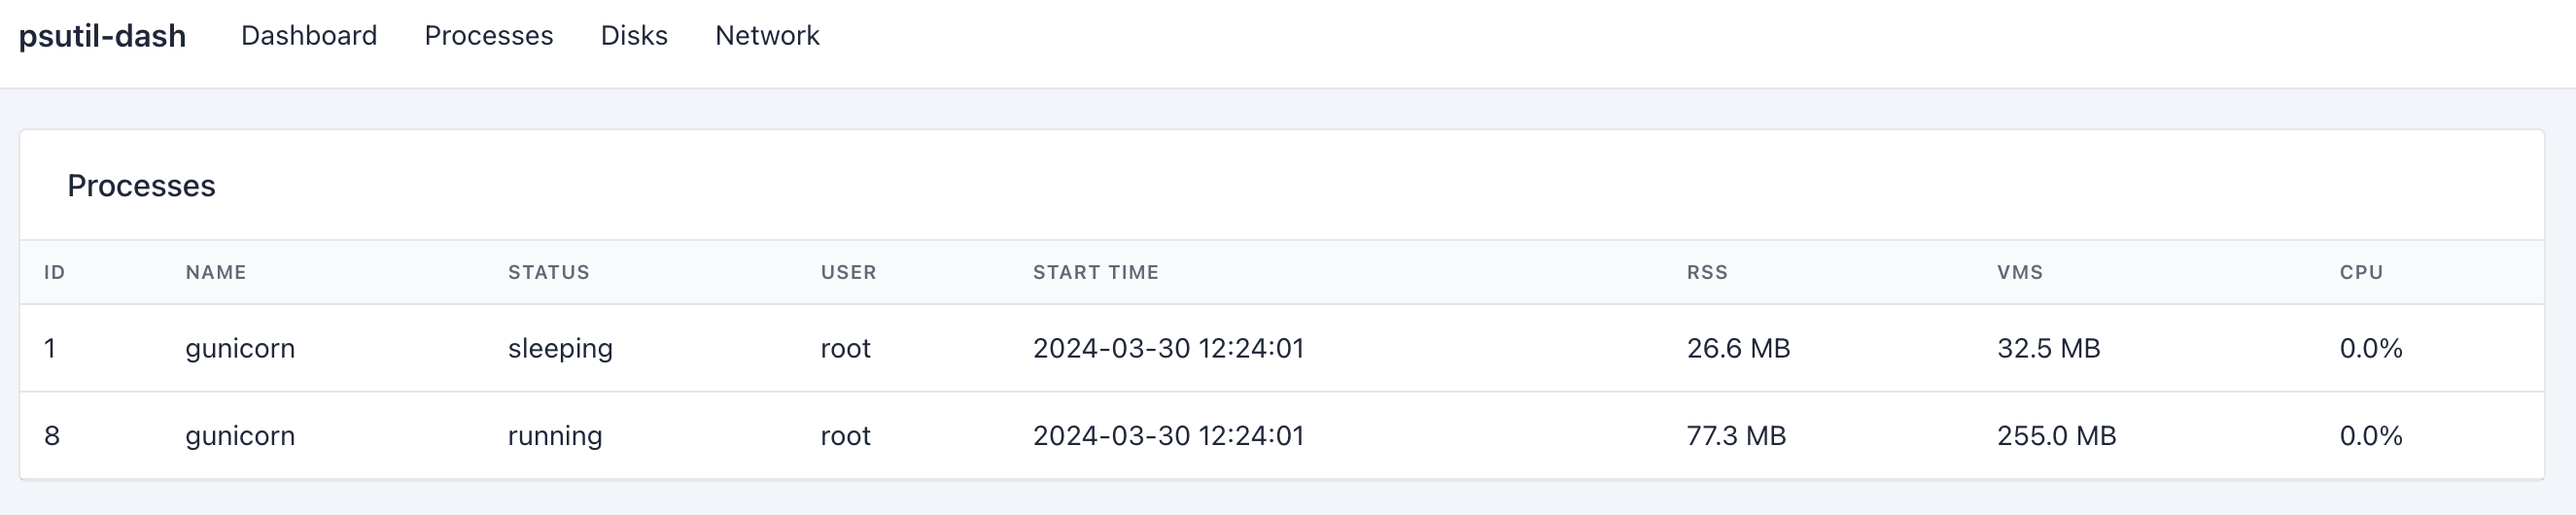 psutil-dash Dashboard Processes Disks Network
Processes
ID NAME STATUS USER START TIME RSS VMS CPU
1 gunicorn sleeping root 2024-03-30 12:24:01 26.6 MB 32.5 MB 0.0%
8 gunicorn running root 2024-03-30 12:24:01 77.3 MB 255.0 MB 0.0%